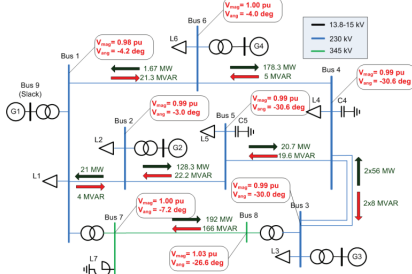 Bus 6
Vmag= 1.00 pu
Vang = -4.0 deg
Vmag= 0.98 pu
Vang = -4.2 deg
13.8-15 kV
230 kV
345 kV
Bus 1
L6
G4
1.67 MW
21.3 MVAR
178.3 MW
5 MVAR
Bus 4
Bus 9
(Slack)
G1
Vmag= 0.99 pu
Vang = -3.0 deg
Vmag= 0.99 pu
Vang = -30.6 deg
Vmag= 0.99 pu
Vang = -30.6 deg
Bus 2
L2
G2
Bus 5
C5
L5
L4
C4
20.7 MW
19.6 MVAR
L1
21 MW
4 MVAR
128.3 MW
22.2 MVAR
Vmag= 0.99 pu
Vang = -30.0 deg
2x56 MW
2x8 MVAR
Vmag= 1.00 pu
Vang = -7.2 deg
Bus 7
192 MW
166 MVAR
Bus 8
Bus 3
L7
Vmag= 1.03 pu
Vang = -26.6 deg
L3
G3